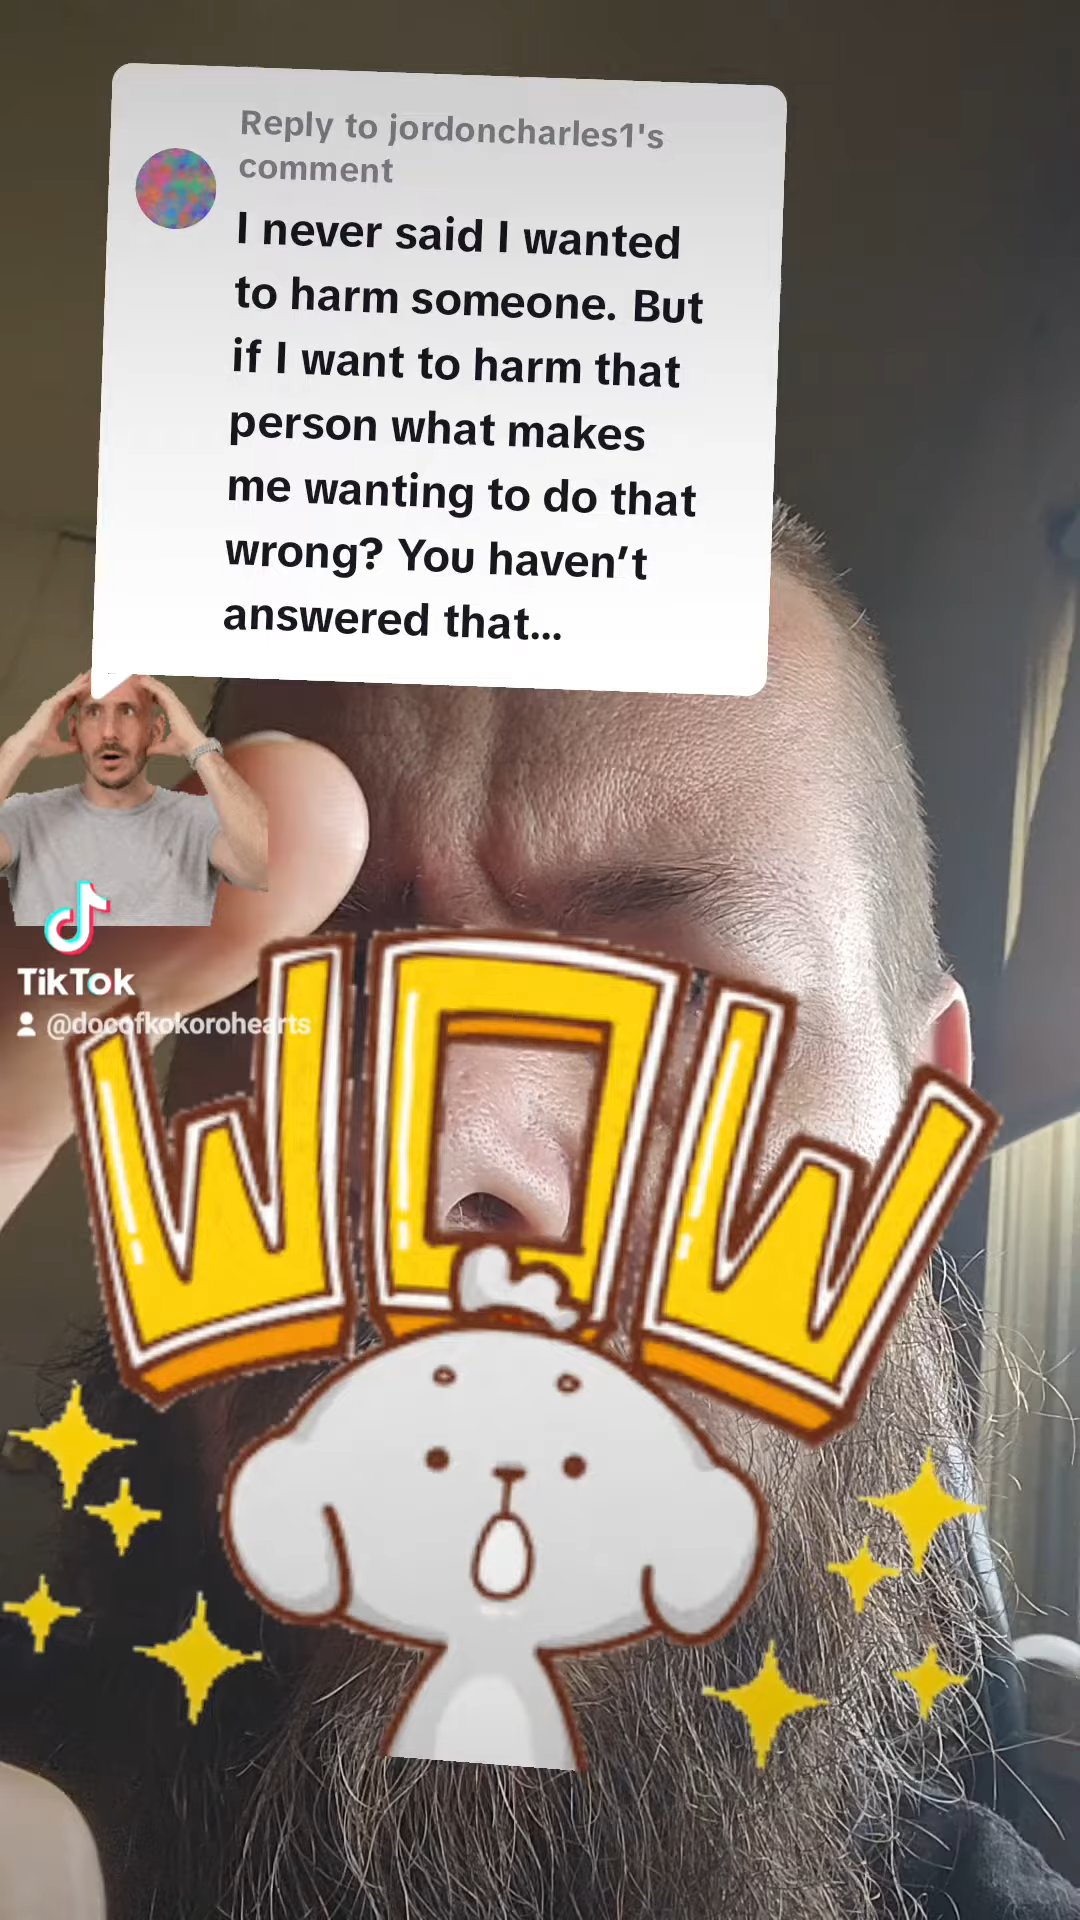 Reply to jordoncharles1's
comment
I never said I wanted
to harm someone. But
if I want to harm that
person what makes
me wanting to do that
wrong? You haven’t
answered that...
TikTok
@docofkokorohearts
WOW